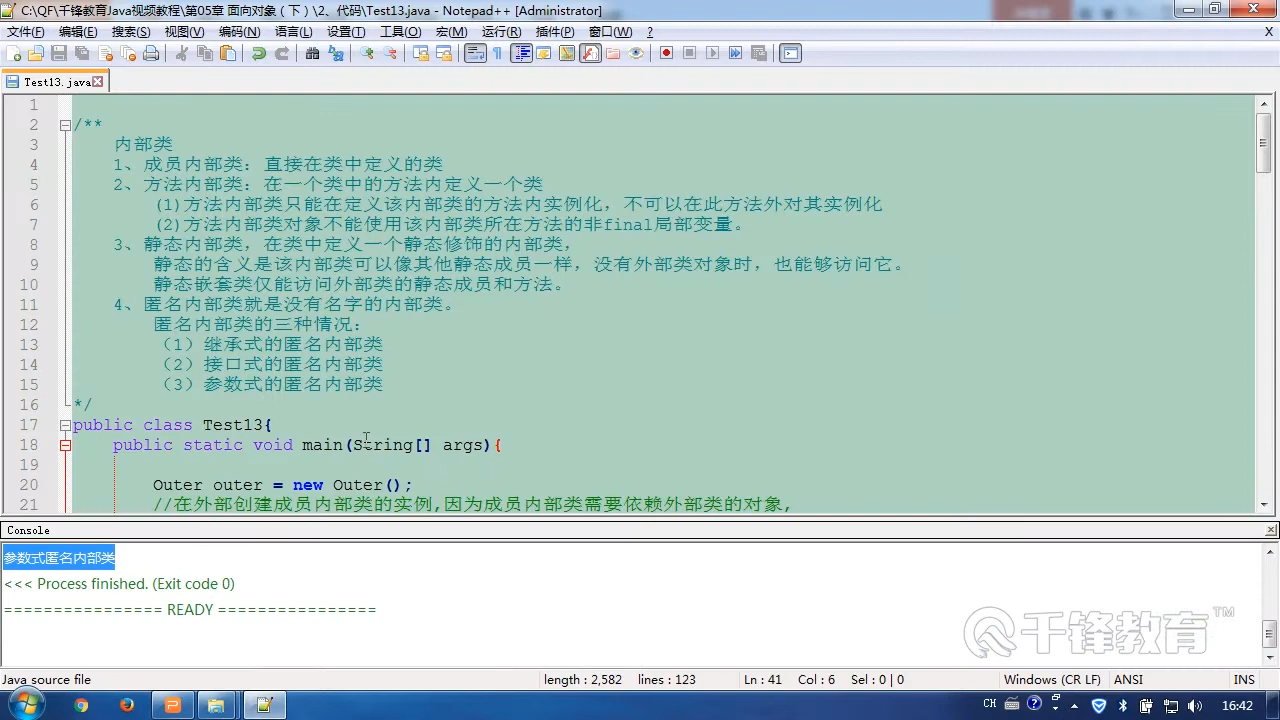 C:\QF\千锋教育Java视频教程\第05章 面向对象（下）\2、代码\Test13.java - Notepad++ [Administrator]
文件(F) 编辑(E) 搜索(S) 视图(V) 编码(N) 语言(L) 设置(T) 工具(O) 宏(M) 运行(R) 插件(P) 窗口(W) ? X
Test13.java
1
2 /**
3 内部类
4 1、成员内部类：直接在类中定义的类
5 2、方法内部类：在一个类中的方法内定义一个类
6 (1)方法内部类只能在定义该内部类的方法内实例化，不可以在此方法外对其实例化
7 (2)方法内部类对象不能使用该内部类所在方法的非final局部变量。
8 3、静态内部类，在类中定义一个静态修饰的内部类，
9 静态的含义是该内部类可以像其他静态成员一样，没有外部类对象时，也能够访问它。
10 静态嵌套类仅能访问外部类的静态成员和方法。
11 4、匿名内部类就是没有名字的内部类。
12 匿名内部类的三种情况：
13 （1）继承式的匿名内部类
14 （2）接口式的匿名内部类
15 （3）参数式的匿名内部类
16 */
17 public class Test13{
18 public static void main(String[] args){
19
20 Outer outer = new Outer();
21 //在外部创建成员内部类的实例,因为成员内部类需要依赖外部类的对象,
Console
参数式匿名内部类
<<< Process finished. (Exit code 0)
================ READY ================
千锋教育™
Java source file length : 2,582 lines : 123 Ln : 41 Col : 6 Sel : 0 | 0 Windows (CR LF) ANSI INS
CH 16:42